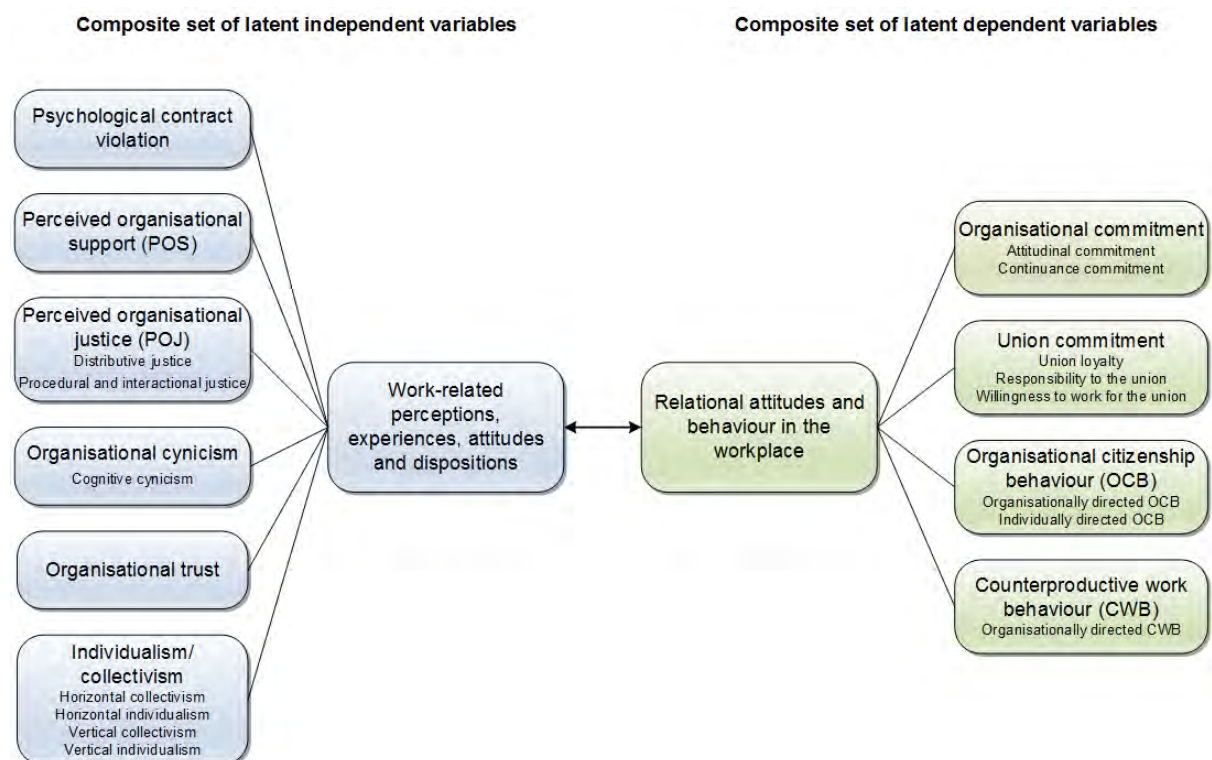 Composite set of latent independent variables
Composite set of latent dependent variables
Psychological contract
violation
Perceived organisational
support (POS)
Perceived organisational
justice (POJ)
Distributive justice
Procedural and interactional justice
Organisational cynicism
Cognitive cynicism
Organisational trust
Individualism/
collectivism
Horizontal collectivism
Horizontal individualism
Vertical collectivism
Vertical individualism
Work-related
perceptions,
experiences, attitudes
and dispositions
Relational attitudes and
behaviour in the
workplace
Organisational commitment
Attitudinal commitment
Continuance commitment
Union commitment
Union loyalty
Responsibility to the union
Willingness to work for the union
Organisational citizenship
behaviour (OCB)
Organisationally directed OCB
Individually directed OCB
Counterproductive work
behaviour (CWB)
Organisationally directed CWB